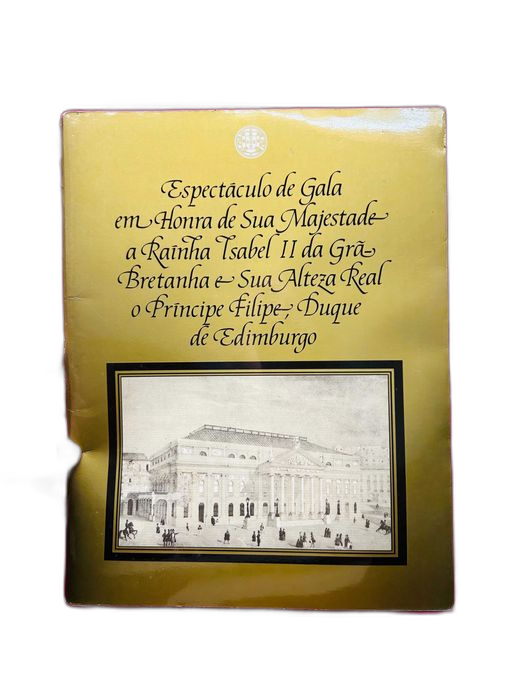 Espectáculo de Gala
em Honra de Sua Majestade
a Raínha Isabel II da Grã-
Bretanha e Sua Alteza Real
o Príncipe Filipe, Duque
de Edimburgo